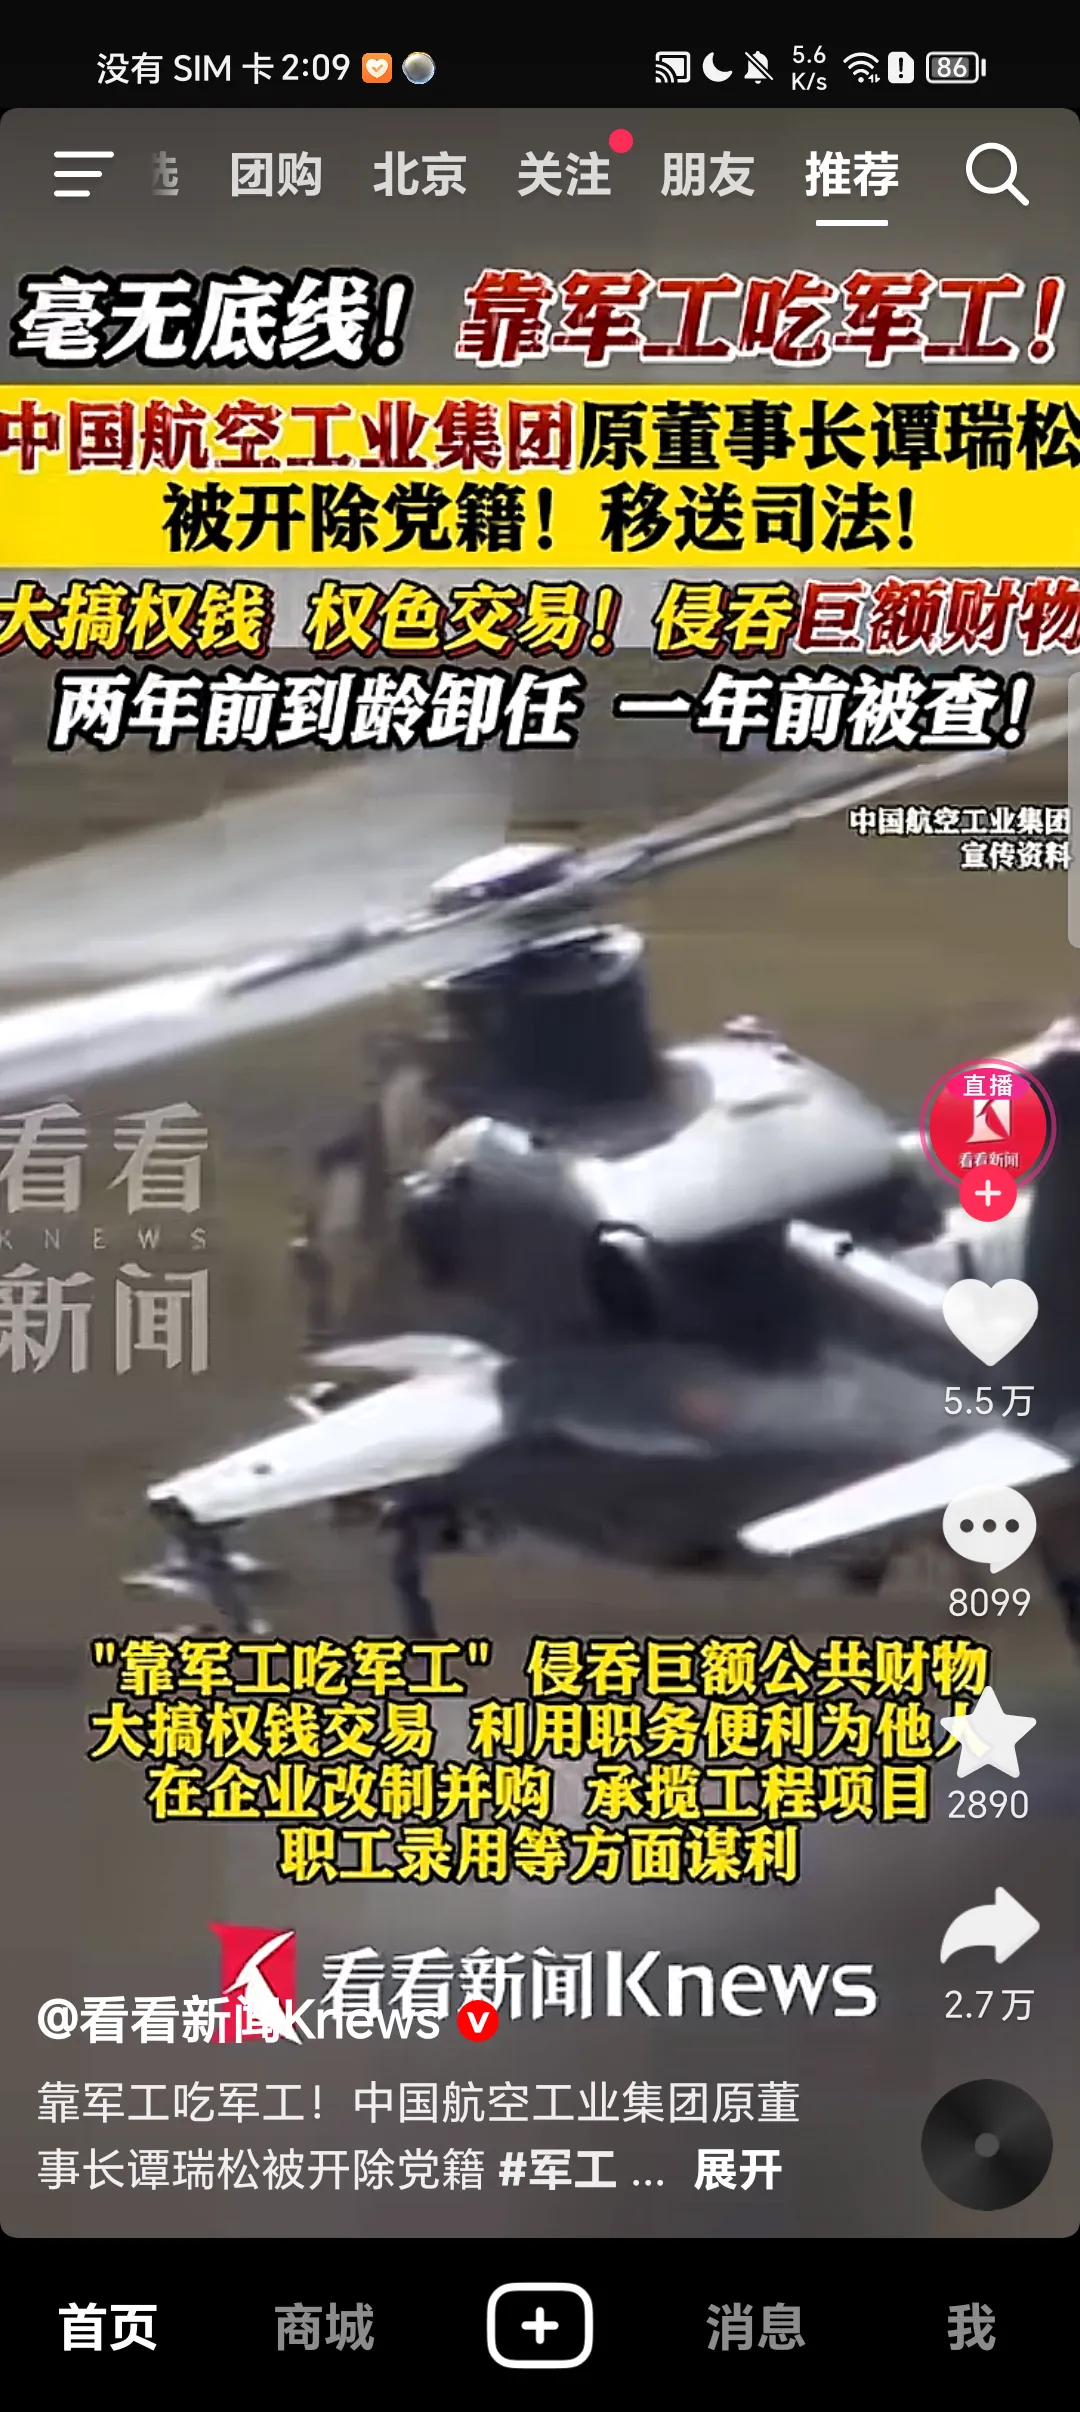 没有 SIM 卡 2:09
5.6 K/s
86
选 团购 北京 关注 朋友 推荐
毫无底线! 靠军工吃军工!
中国航空工业集团原董事长谭瑞松
被开除党籍! 移送司法!
大搞权钱 权色交易! 侵吞巨额财物
两年前到龄卸任 一年前被查!
中国航空工业集团
宣传资料
看看
KNEWS
新闻
直播
看看新闻
5.5万
8099
"靠军工吃军工" 侵吞巨额公共财物
大搞权钱交易 利用职务便利为他人
在企业改制并购 承揽工程项目
职工录用等方面谋利
2890
2.7万
看看新闻Knews
@看看新闻Knews
靠军工吃军工！中国航空工业集团原董
事长谭瑞松被开除党籍 #军工 ... 展开
首页 商城 消息 我